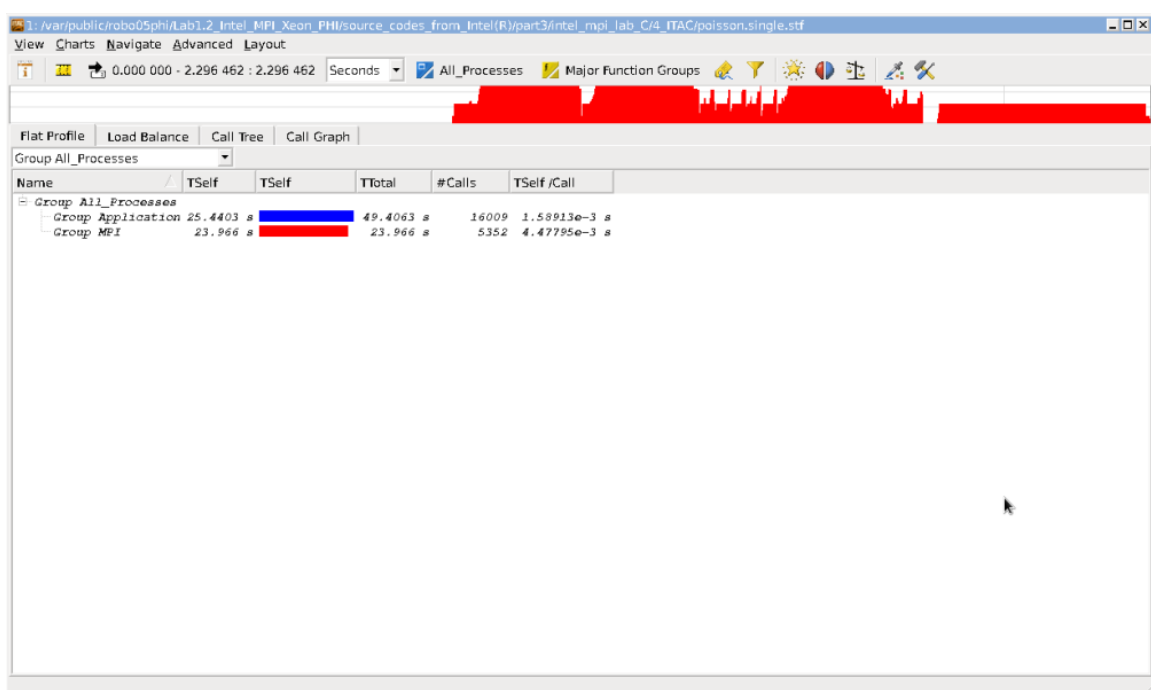 1: /var/public/robo05phi/Lab1.2_Intel_MPI_Xeon_PHI/source_codes_from_Intel(R)/part3/intel_mpi_lab_C/4_ITAC/poisson.single.stf
View Charts Navigate Advanced Layout
0.000 000 - 2.296 462 : 2.296 462 Seconds All_Processes Major Function Groups
Flat Profile Load Balance Call Tree Call Graph
Group All_Processes
Name TSelf TSelf TTotal #Calls TSelf /Call
Group All_Processes
Group Application 25.4403 s 49.4063 s 16009 1.58913e-3 s
Group MPI 23.966 s 23.966 s 5352 4.47795e-3 s